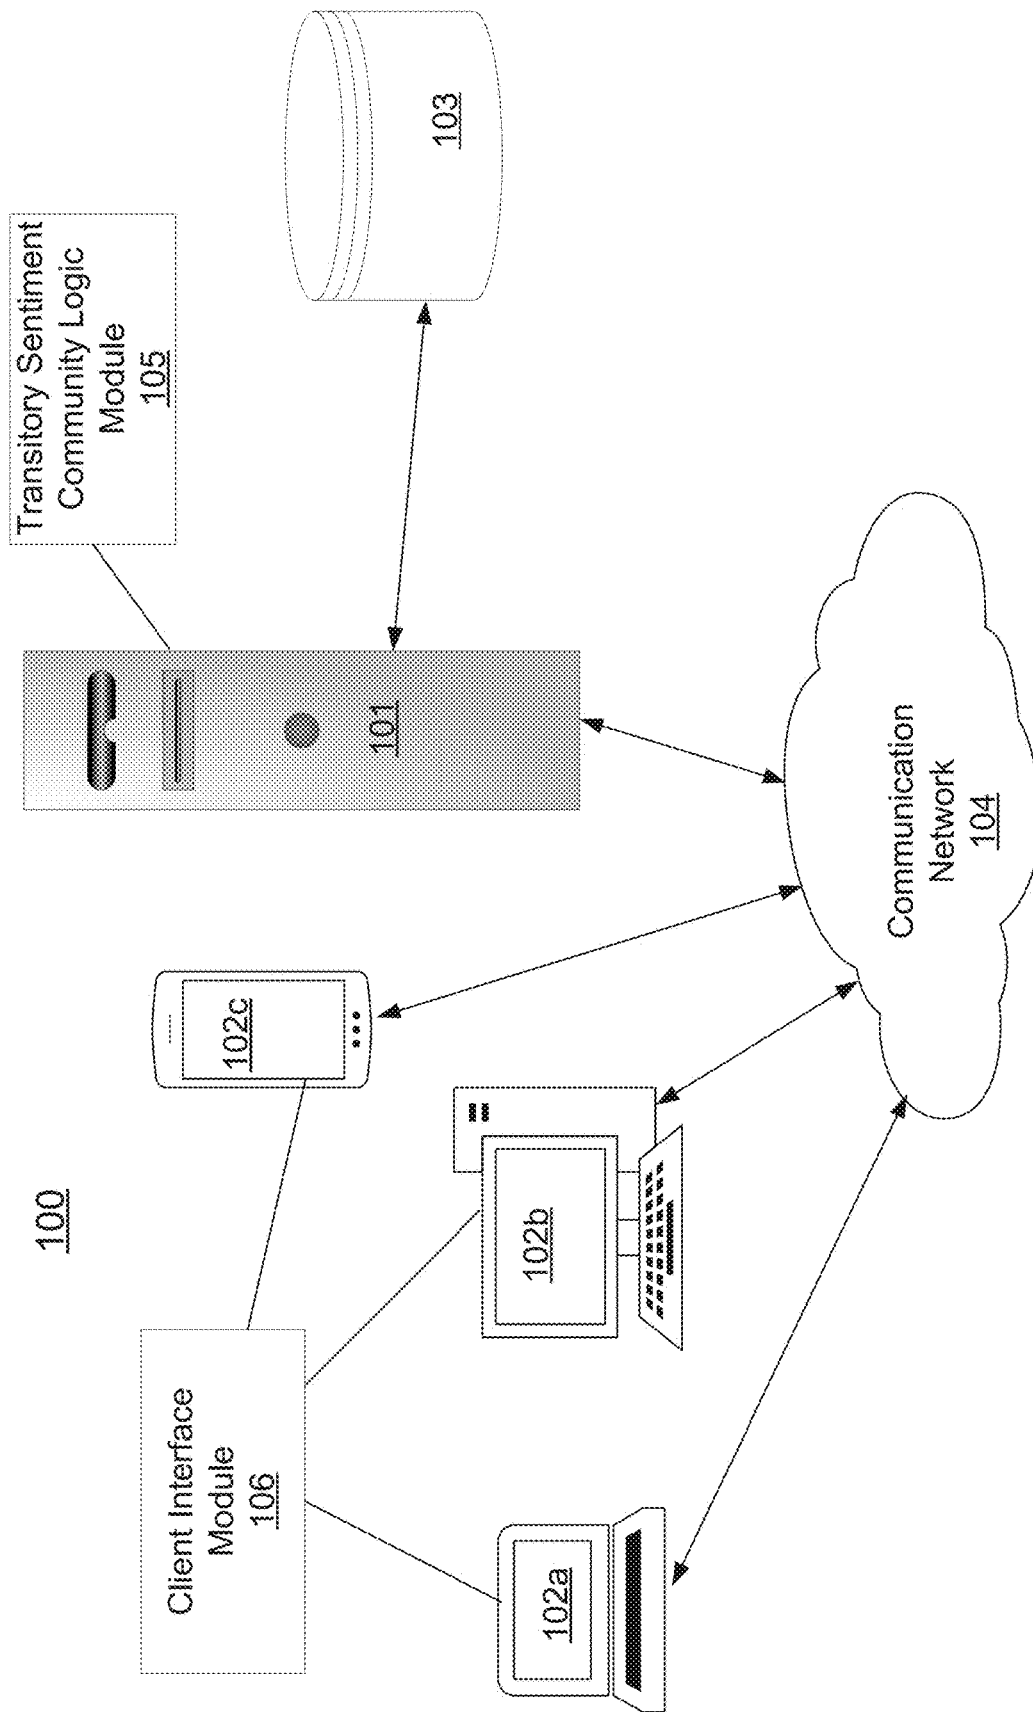 100
Client Interface
Module
106
102a
102b
102c
101
Transitory Sentiment
Community Logic
Module
105
103
Communication
Network
104